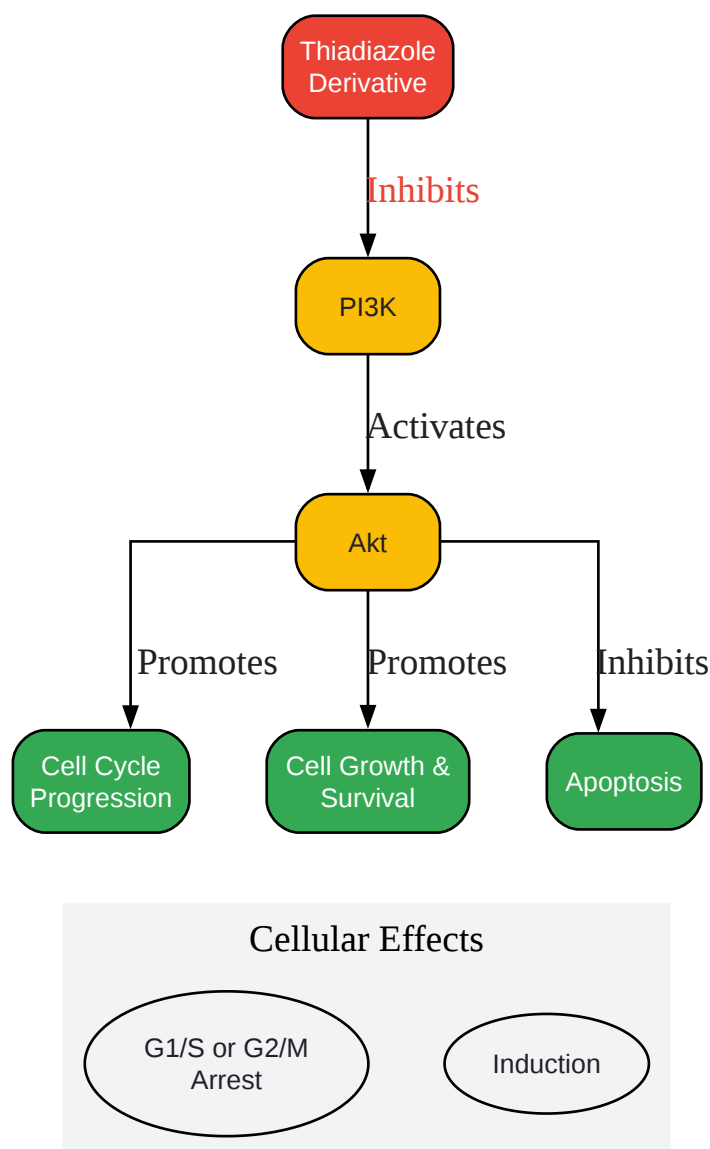 Thiadiazole
Derivative
Inhibits
PI3K
Activates
Akt
Promotes
Promotes
Inhibits
Cell Cycle
Progression
Cell Growth &
Survival
Apoptosis
Cellular Effects
G1/S or G2/M
Arrest
Induction